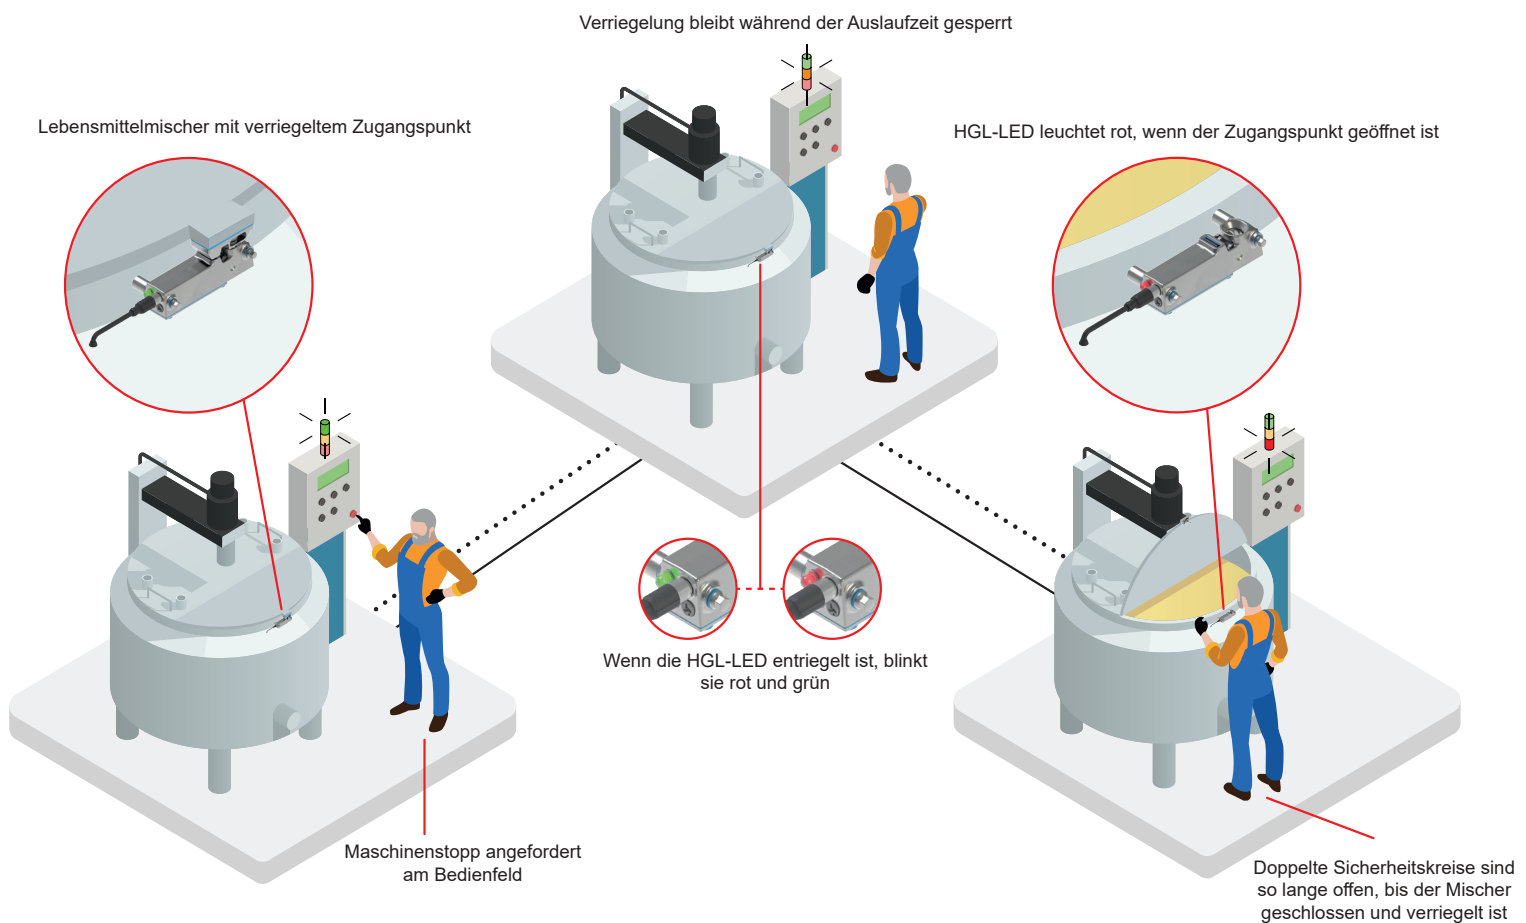 Verriegelung bleibt während der Auslaufzeit gesperrt
Lebensmittelmischer mit verriegeltem Zugangspunkt
HGL-LED leuchtet rot, wenn der Zugangspunkt geöffnet ist
Wenn die HGL-LED entriegelt ist, blinkt
sie rot und grün
Maschinenstopp angefordert
am Bedienfeld
Doppelte Sicherheitskreise sind
so lange offen, bis der Mischer
geschlossen und verriegelt ist